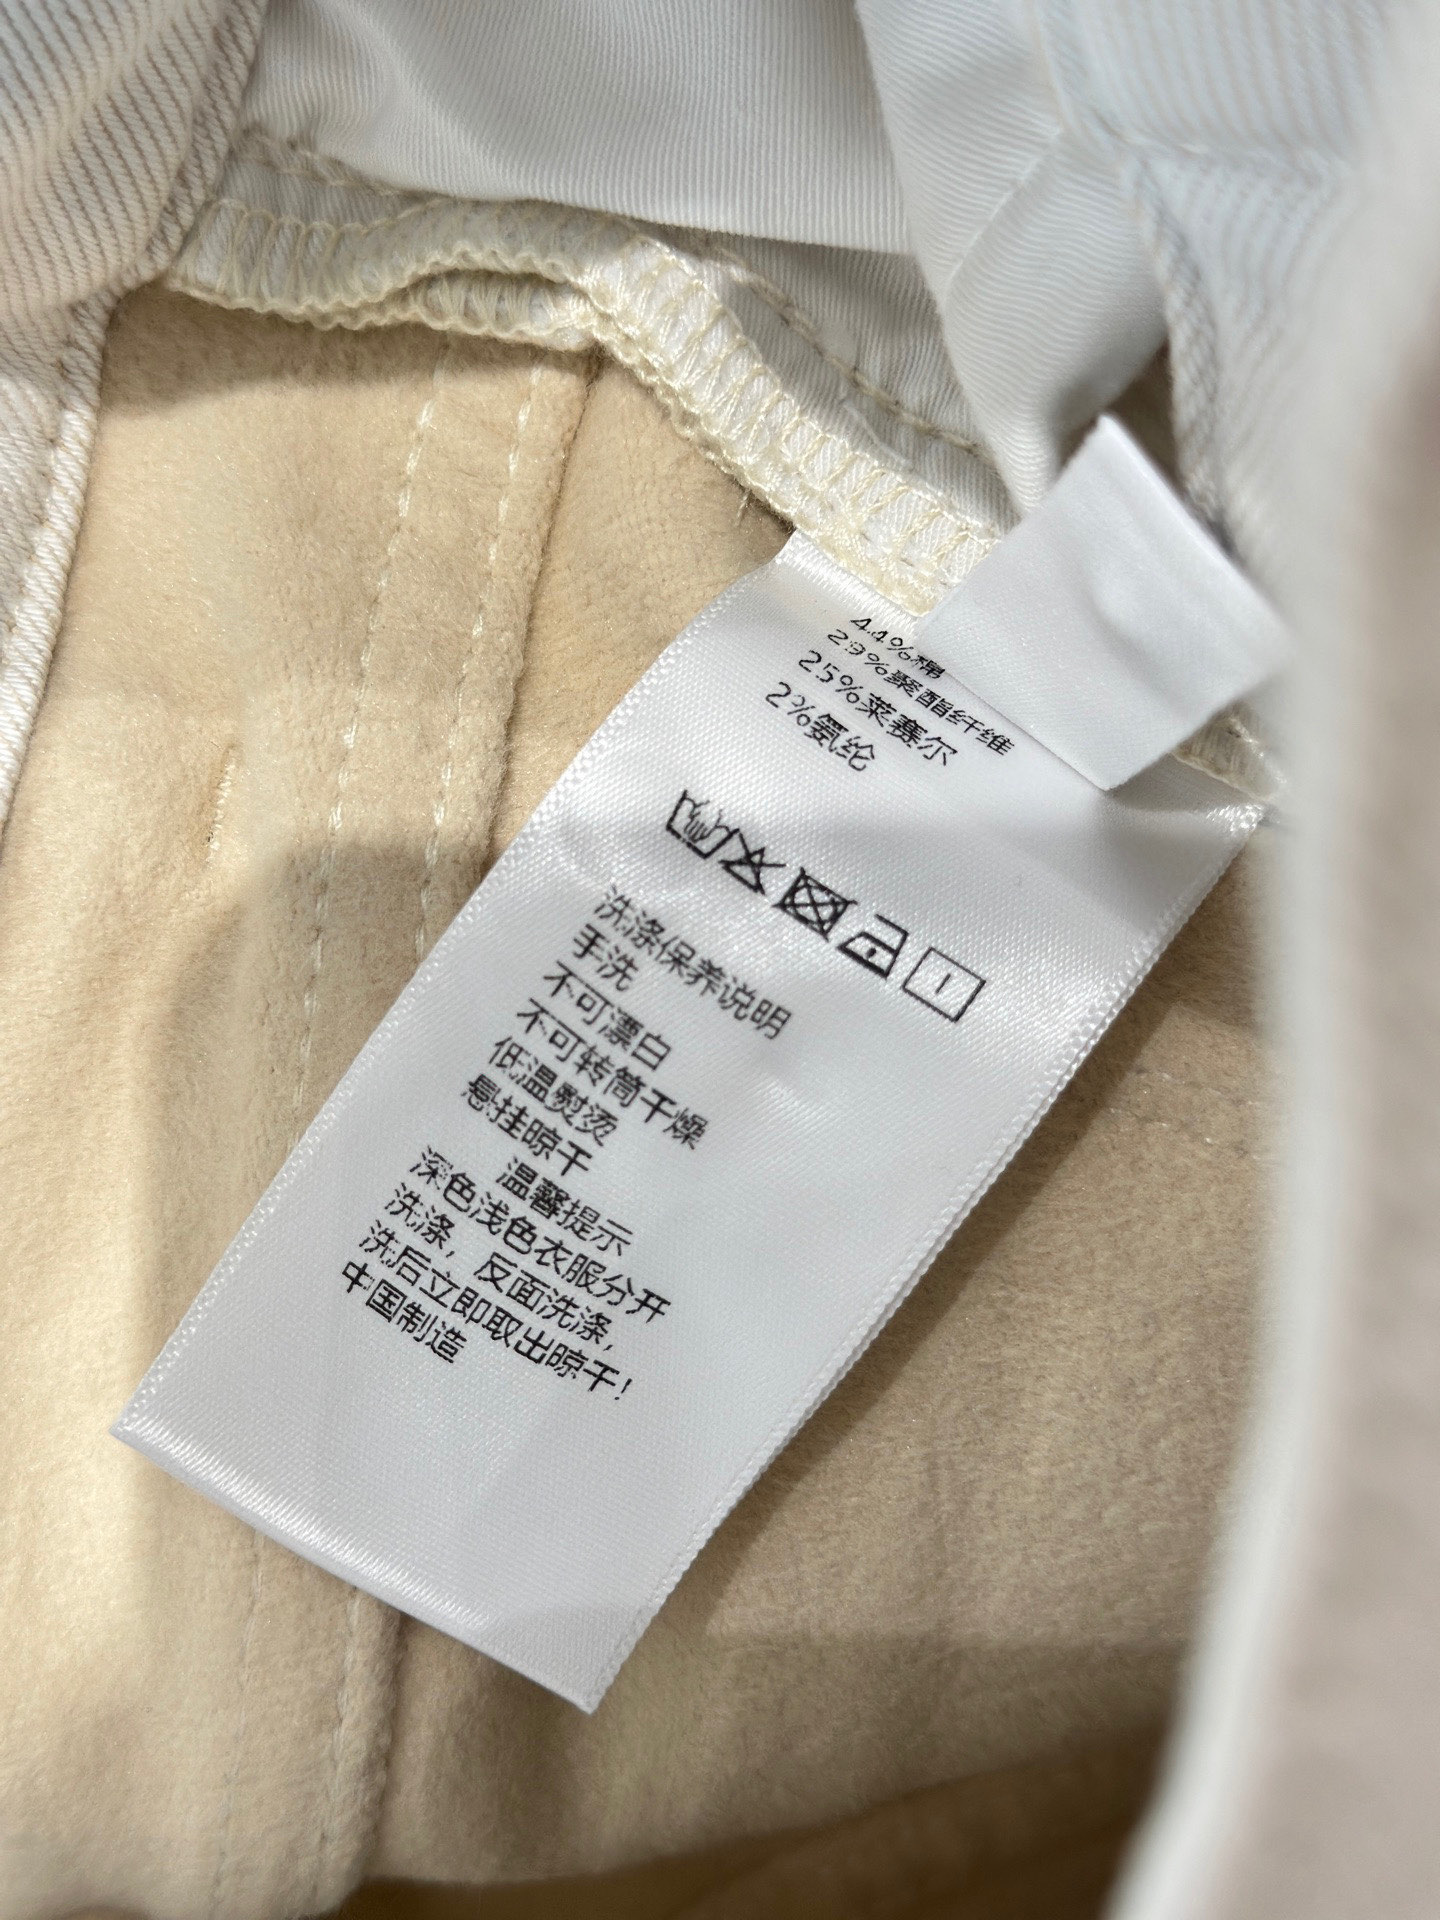 44%棉
29%聚酯纤维
25%莱赛尔
2%氨纶
洗涤保养说明
手洗
不可漂白
不可转筒干燥
低温熨烫
悬挂晾干
温馨提示
深色浅色衣服分开
洗涤，反面洗涤，
洗后立即取出晾干！
中国制造